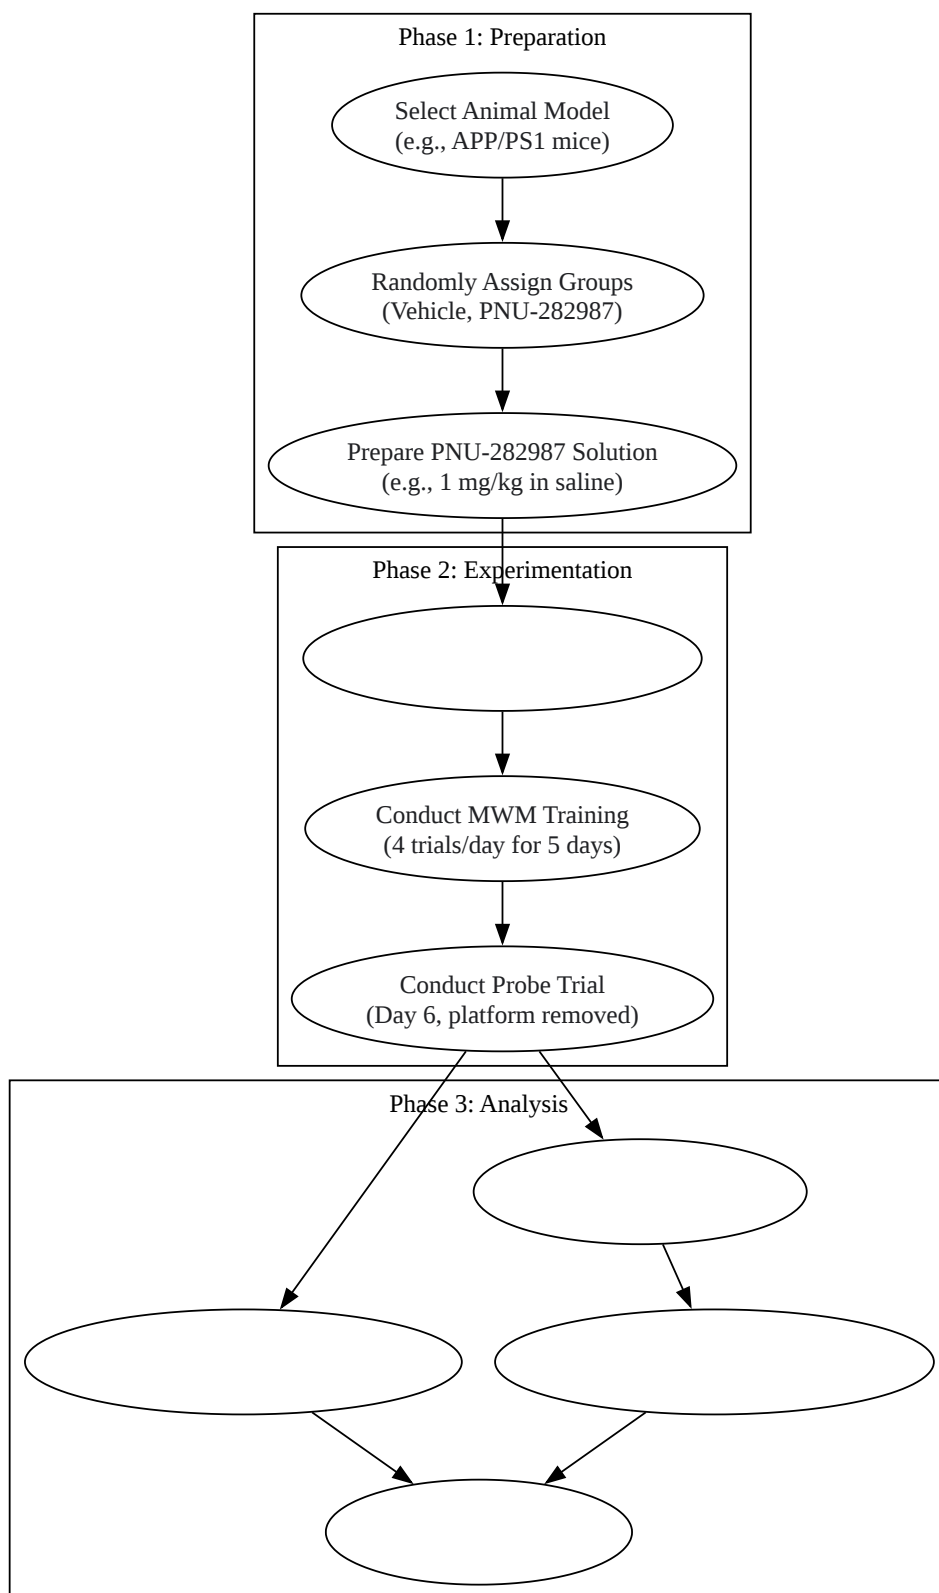 Phase 1: Preparation
Select Animal Model
(e.g., APP/PS1 mice)
Randomly Assign Groups
(Vehicle, PNU-282987)
Prepare PNU-282987 Solution
(e.g., 1 mg/kg in saline)
Phase 2: Experimentation
Conduct MWM Training
(4 trials/day for 5 days)
Conduct Probe Trial
(Day 6, platform removed)
Phase 3: Analysis